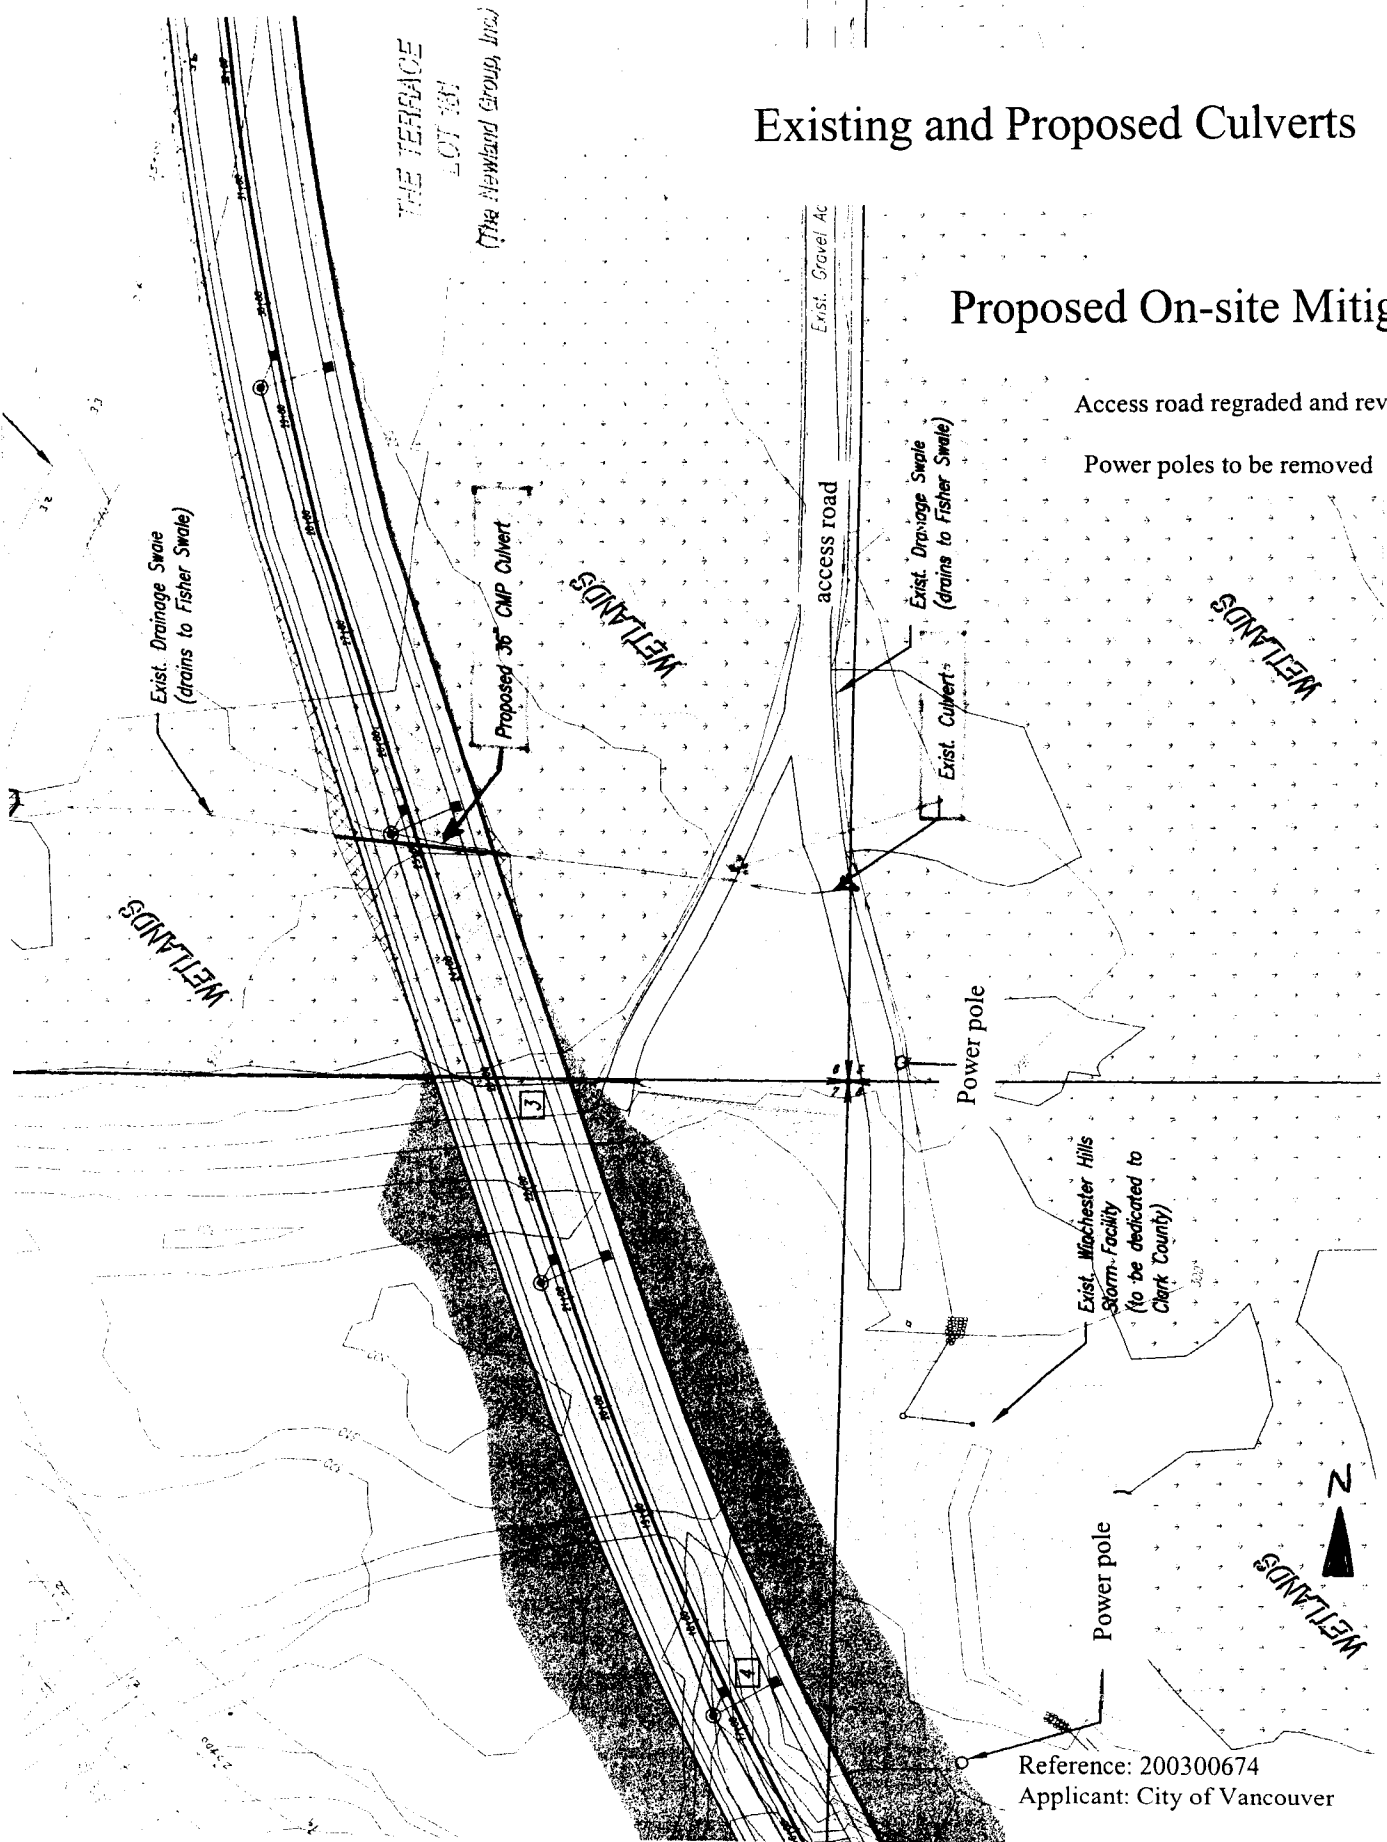 Existing and Proposed Culverts
Proposed On-site Mitig
Access road regraded and rev
Power poles to be removed
THE TERRACE
LOT 181
(The Newland Group, Inc.)
Exist. Gravel Ac
access road
Exist. Drainage Swale
(drains to Fisher Swale)
Exist. Drainage Swale
(drains to Fisher Swale)
Proposed 36" CMP Culvert
Exist. Culvert
WETLANDS
WETLANDS
WETLANDS
WETLANDS
Power pole
3
Exist. Winchester Hills
Storm Facility
(to be dedicated to
Clark County)
4
Power pole
N
Reference: 200300674
Applicant: City of Vancouver